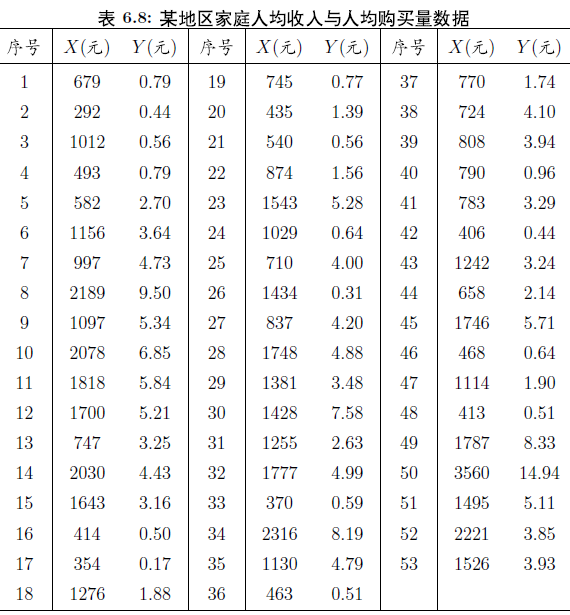 表 6.8: 某地区家庭人均收入与人均购买量数据
序号 X(元) Y(元) 序号 X(元) Y(元) 序号 X(元) Y(元)
1 679 0.79 19 745 0.77 37 770 1.74
2 292 0.44 20 435 1.39 38 724 4.10
3 1012 0.56 21 540 0.56 39 808 3.94
4 493 0.79 22 874 1.56 40 790 0.96
5 582 2.70 23 1543 5.28 41 783 3.29
6 1156 3.64 24 1029 0.64 42 406 0.44
7 997 4.73 25 710 4.00 43 1242 3.24
8 2189 9.50 26 1434 0.31 44 658 2.14
9 1097 5.34 27 837 4.20 45 1746 5.71
10 2078 6.85 28 1748 4.88 46 468 0.64
11 1818 5.84 29 1381 3.48 47 1114 1.90
12 1700 5.21 30 1428 7.58 48 413 0.51
13 747 3.25 31 1255 2.63 49 1787 8.33
14 2030 4.43 32 1777 4.99 50 3560 14.94
15 1643 3.16 33 370 0.59 51 1495 5.11
16 414 0.50 34 2316 8.19 52 2221 3.85
17 354 0.17 35 1130 4.79 53 1526 3.93
18 1276 1.88 36 463 0.51